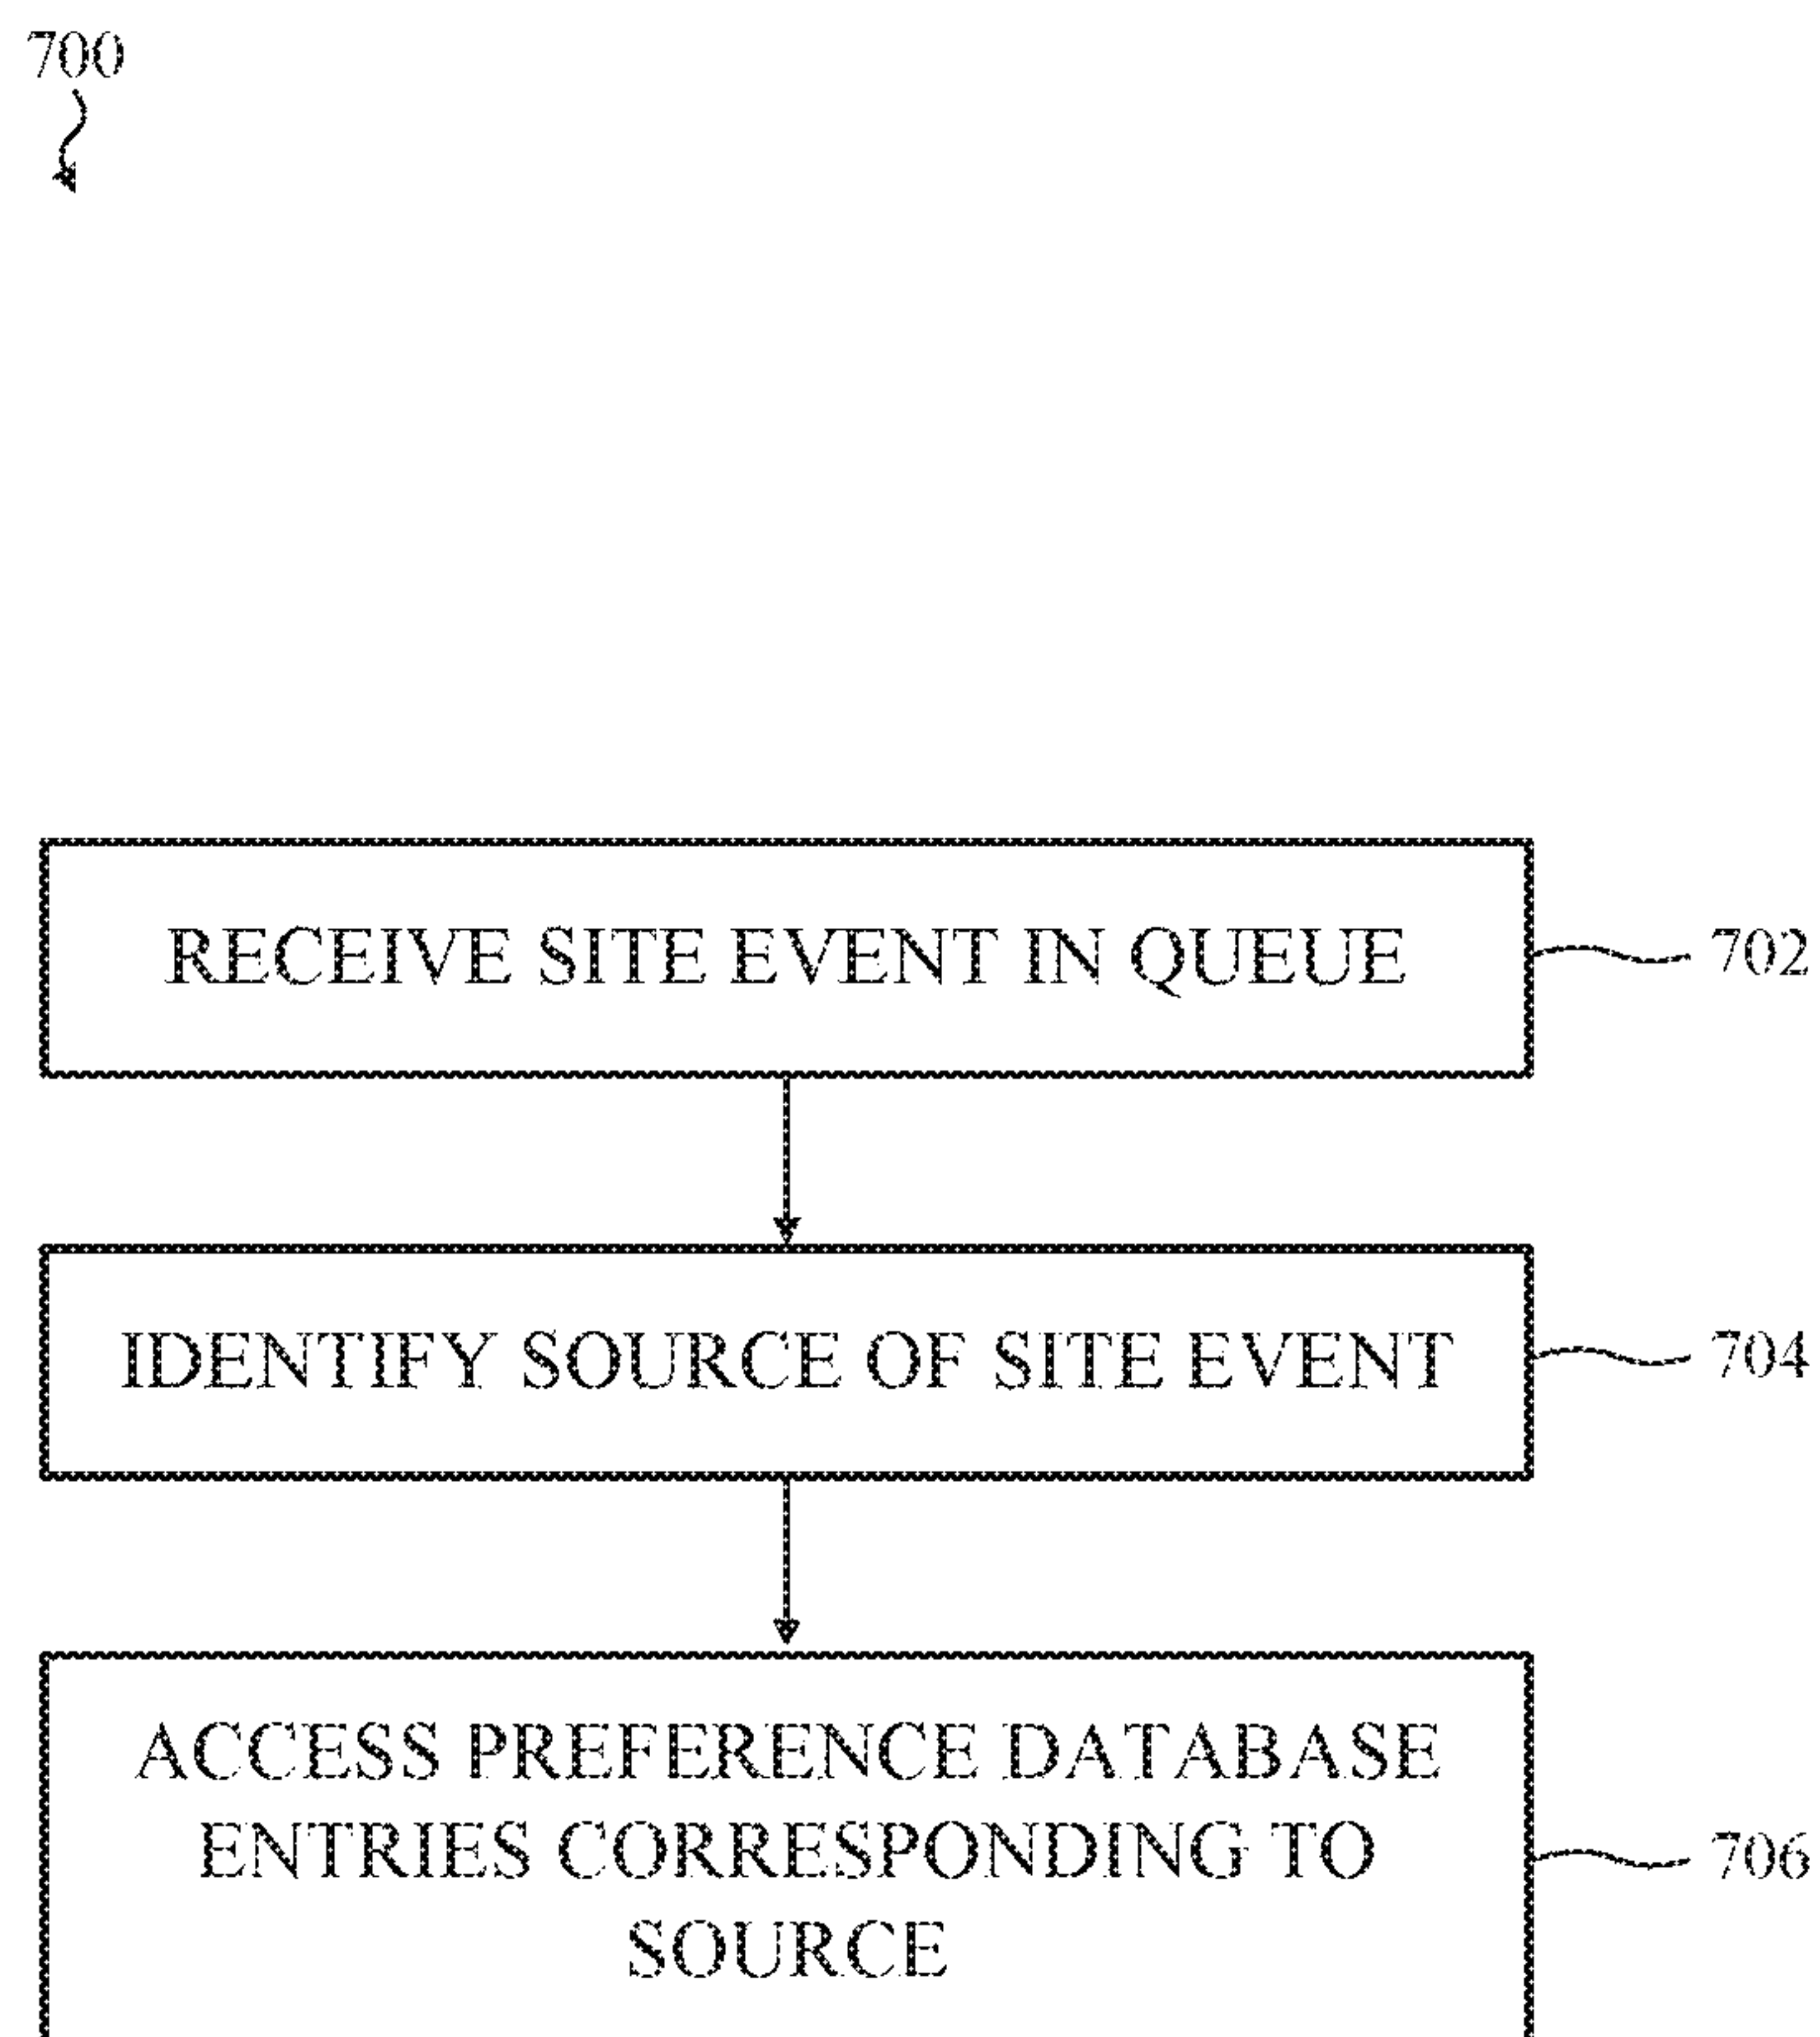 700
RECEIVE SITE EVENT IN QUEUE
702
IDENTIFY SOURCE OF SITE EVENT
704
ACCESS PREFERENCE DATABASE
ENTRIES CORRESPONDING TO
SOURCE
706